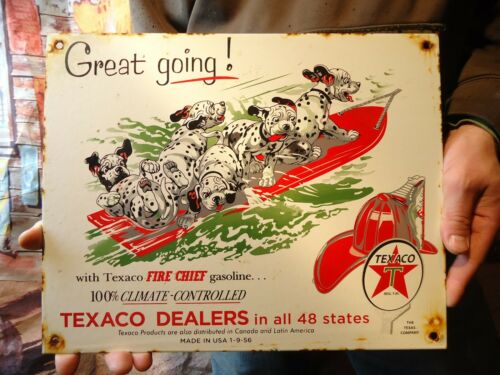 Great going!
with Texaco FIRE CHIEF gasoline...
100% CLIMATE-CONTROLLED
TEXACO DEALERS in all 48 states
Texaco Products are also distributed in Canada and Latin America
MADE IN USA 1-9-56
TEXACO
T
REG. T.M.
THE
TEXAS
COMPANY